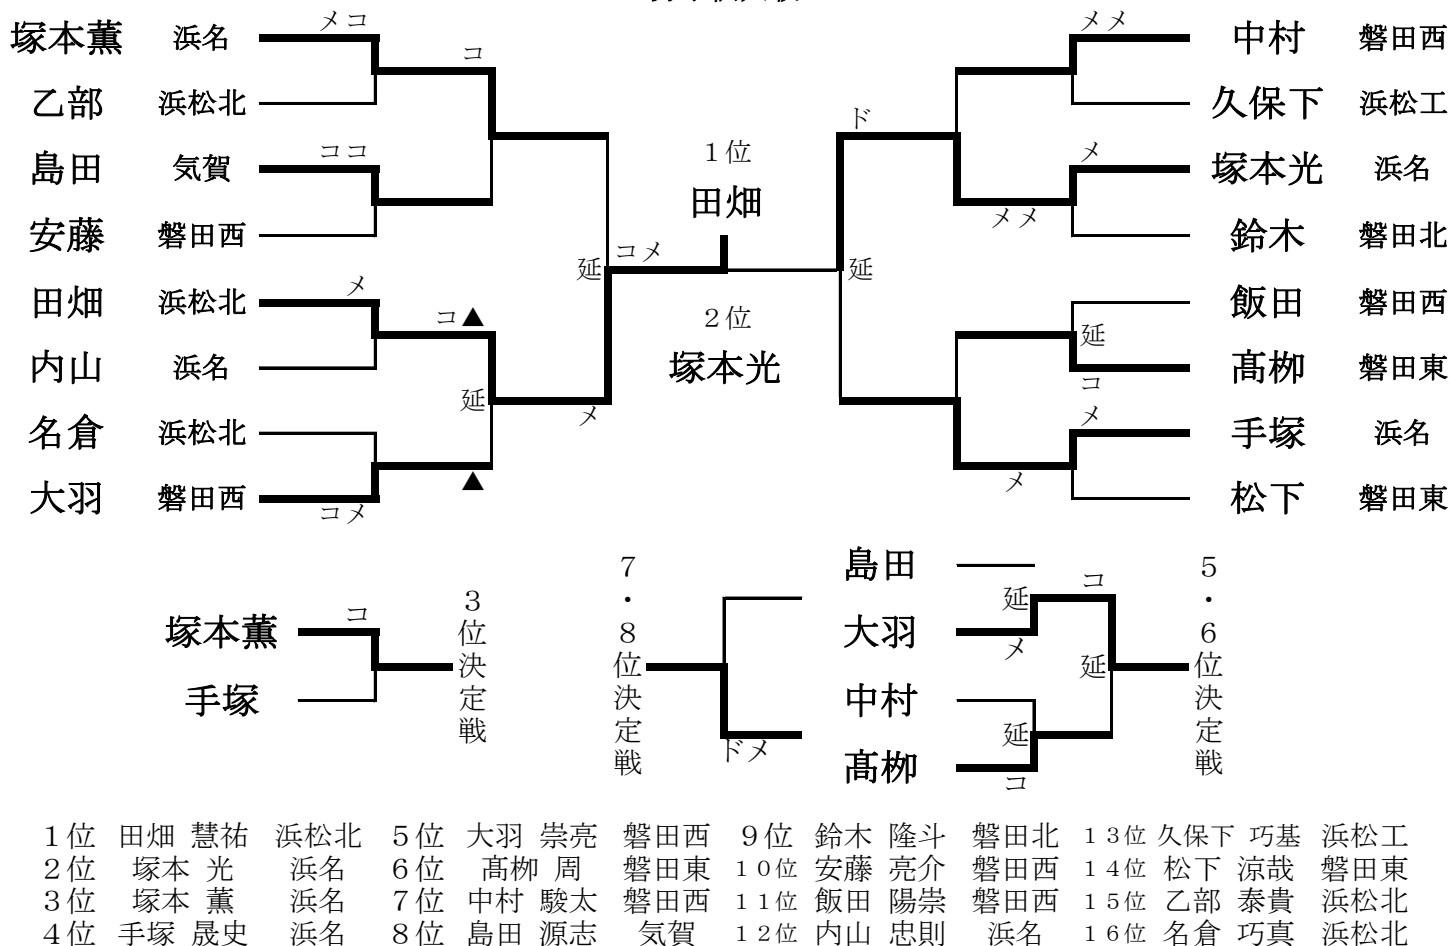 メコ メメ
塚本薫 浜名 中村 磐田西
コ
乙部 浜松北 久保下 浜松工
ド
島田 気賀 ココ 1位 メ 塚本光 浜名
田畑
メメ
安藤 磐田西 鈴木 磐田北
延 コメ 延
田畑 浜松北 メ 飯田 磐田西
コ▲ 2位 延
内山 浜名 塚本光 髙栁 磐田東
コ
延 メ メ
名倉 浜松北 手塚 浜名
▲ メ
大羽 磐田西 松下 磐田東
コメ
島田
塚本薫 コ
手塚
3位決定戦
7・8位決定戦
ドメ
延 コ
大羽
メ
延
中村
延
髙栁
コ
5・6位決定戦
1位 田畑 慧祐 浜松北 5位 大羽 崇亮 磐田西 9位 鈴木 隆斗 磐田北 13位 久保下 巧基 浜松工
2位 塚本 光 浜名 6位 髙栁 周 磐田東 10位 安藤 亮介 磐田西 14位 松下 涼哉 磐田東
3位 塚本 薫 浜名 7位 中村 駿太 磐田西 11位 飯田 陽崇 磐田西 15位 乙部 泰貴 浜松北
4位 手塚 晟史 浜名 8位 島田 源志 気賀 12位 内山 忠則 浜名 16位 名倉 巧真 浜松北